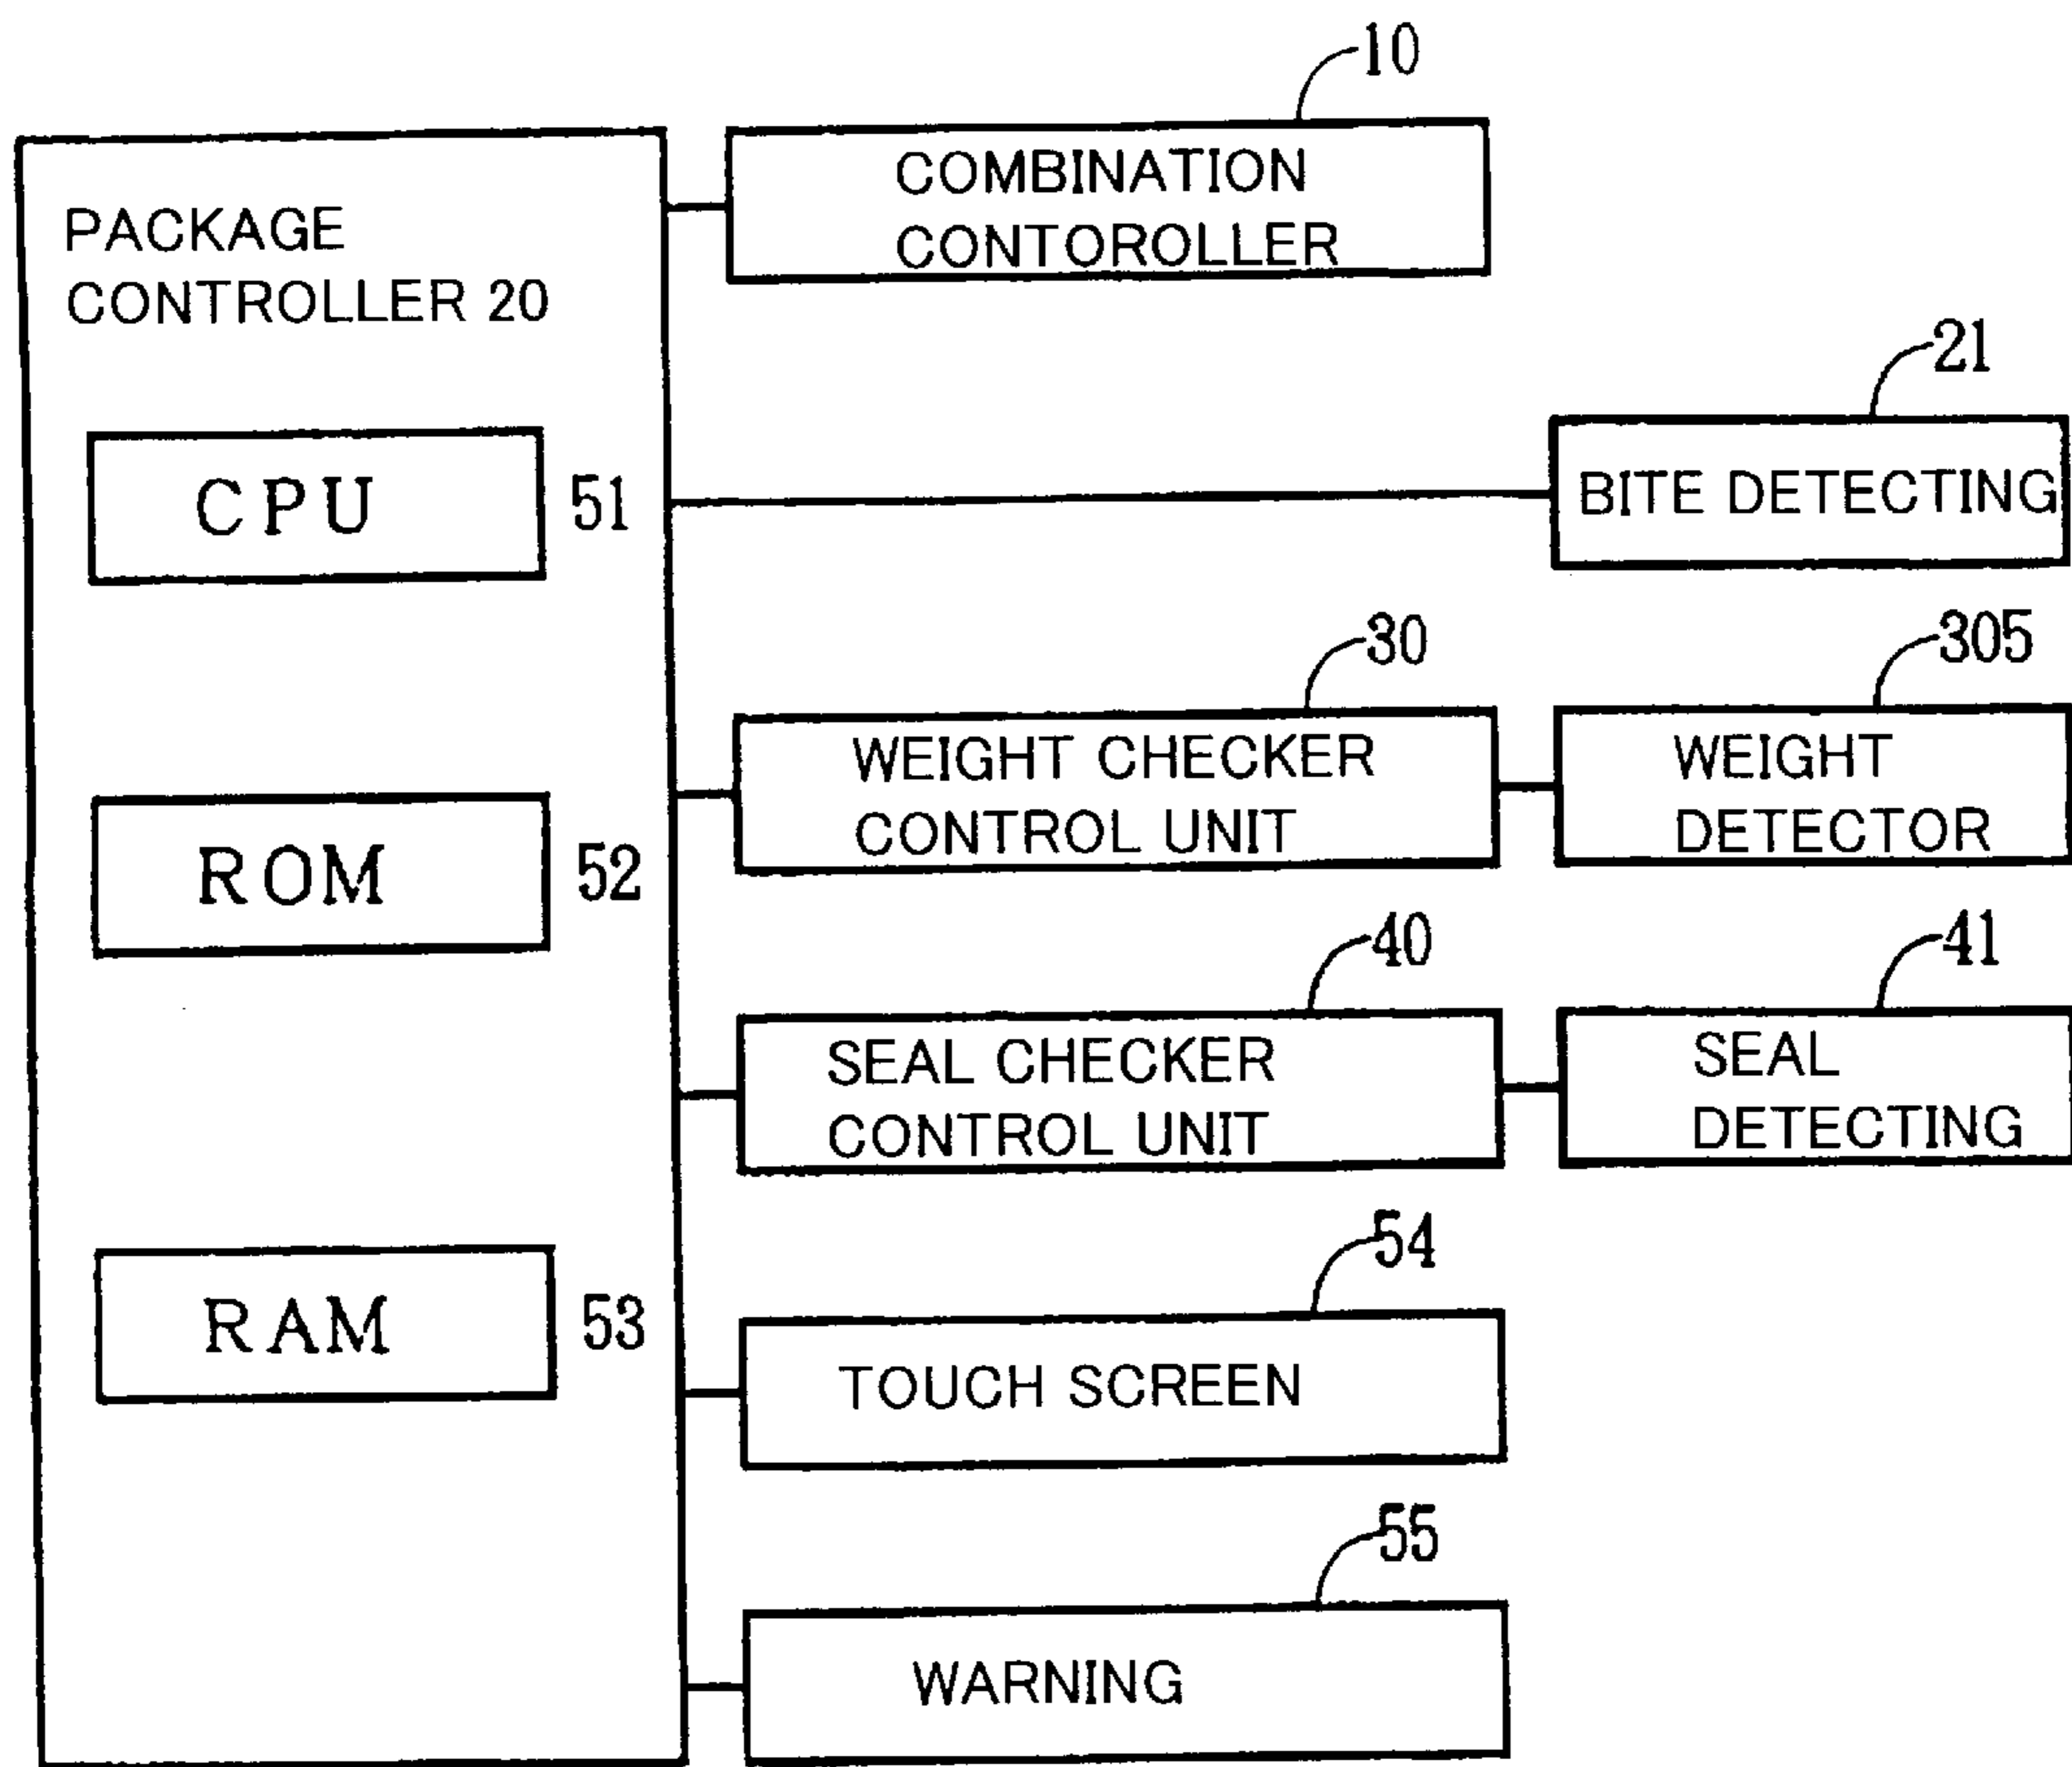 10
COMBINATION
CONTOROLLER
PACKAGE
CONTROLLER 20
21
BITE DETECTING
CPU
51
30
305
WEIGHT CHECKER
CONTROL UNIT
WEIGHT
DETECTOR
ROM
52
40
41
SEAL CHECKER
CONTROL UNIT
SEAL
DETECTING
54
RAM
53
TOUCH SCREEN
55
WARNING